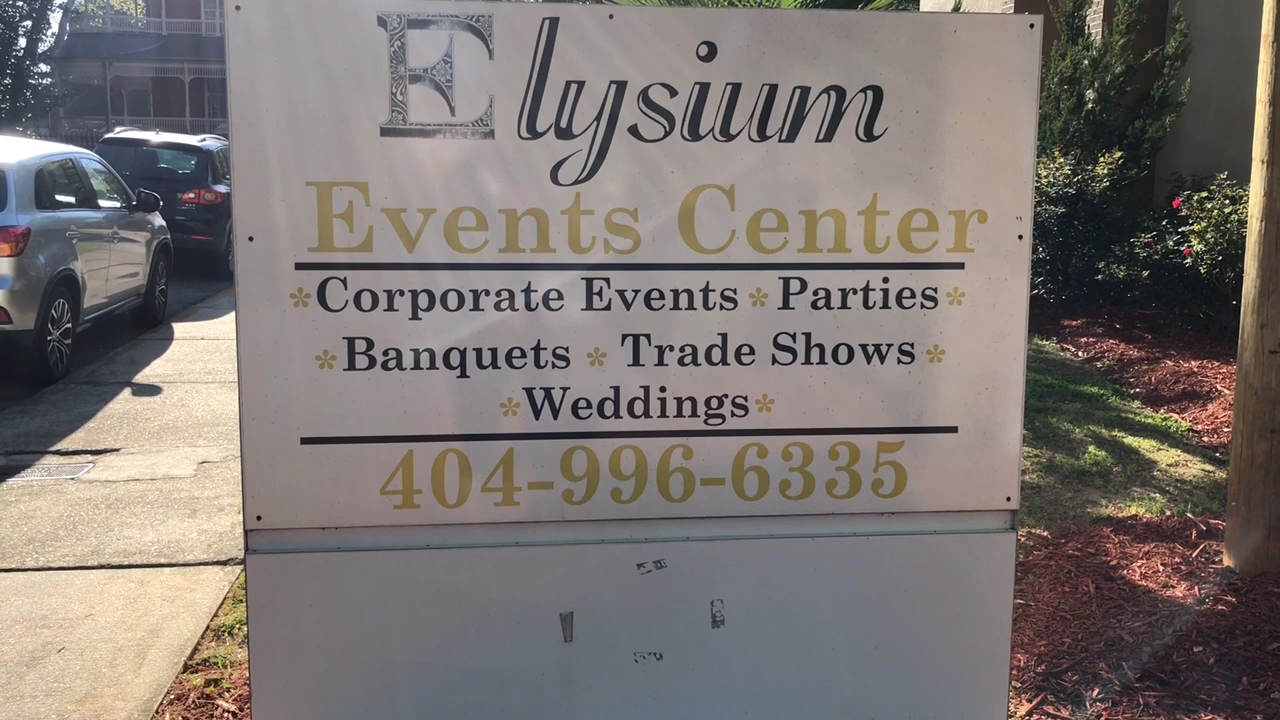 Elysium
Events Center
*Corporate Events * Parties *
*Banquets * Trade Shows *
*Weddings*
404-996-6335